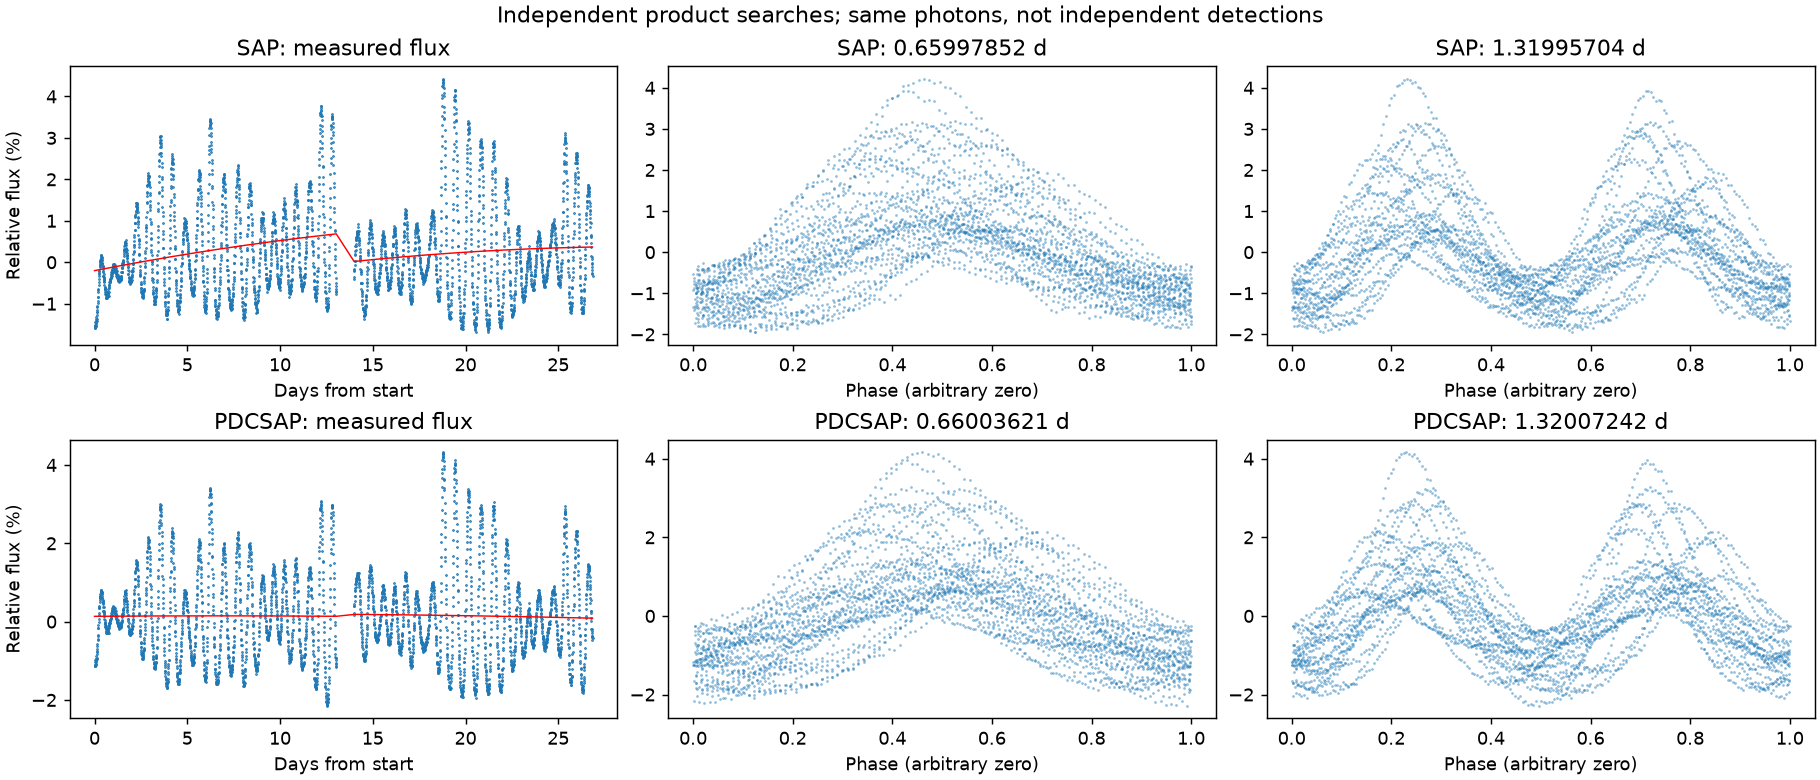 Independent product searches; same photons, not independent detections
SAP: measured flux
SAP: 0.65997852 d
SAP: 1.31995704 d
Relative flux (%)
4
3
2
1
0
−1
4
3
2
1
0
−1
−2
4
3
2
1
0
−1
−2
0 5 10 15 20 25
0.0 0.2 0.4 0.6 0.8 1.0
0.0 0.2 0.4 0.6 0.8 1.0
Days from start
Phase (arbitrary zero)
Phase (arbitrary zero)
PDCSAP: measured flux
PDCSAP: 0.66003621 d
PDCSAP: 1.32007242 d
Relative flux (%)
4
2
0
−2
4
2
0
−2
4
2
0
−2
0 5 10 15 20 25
0.0 0.2 0.4 0.6 0.8 1.0
0.0 0.2 0.4 0.6 0.8 1.0
Days from start
Phase (arbitrary zero)
Phase (arbitrary zero)